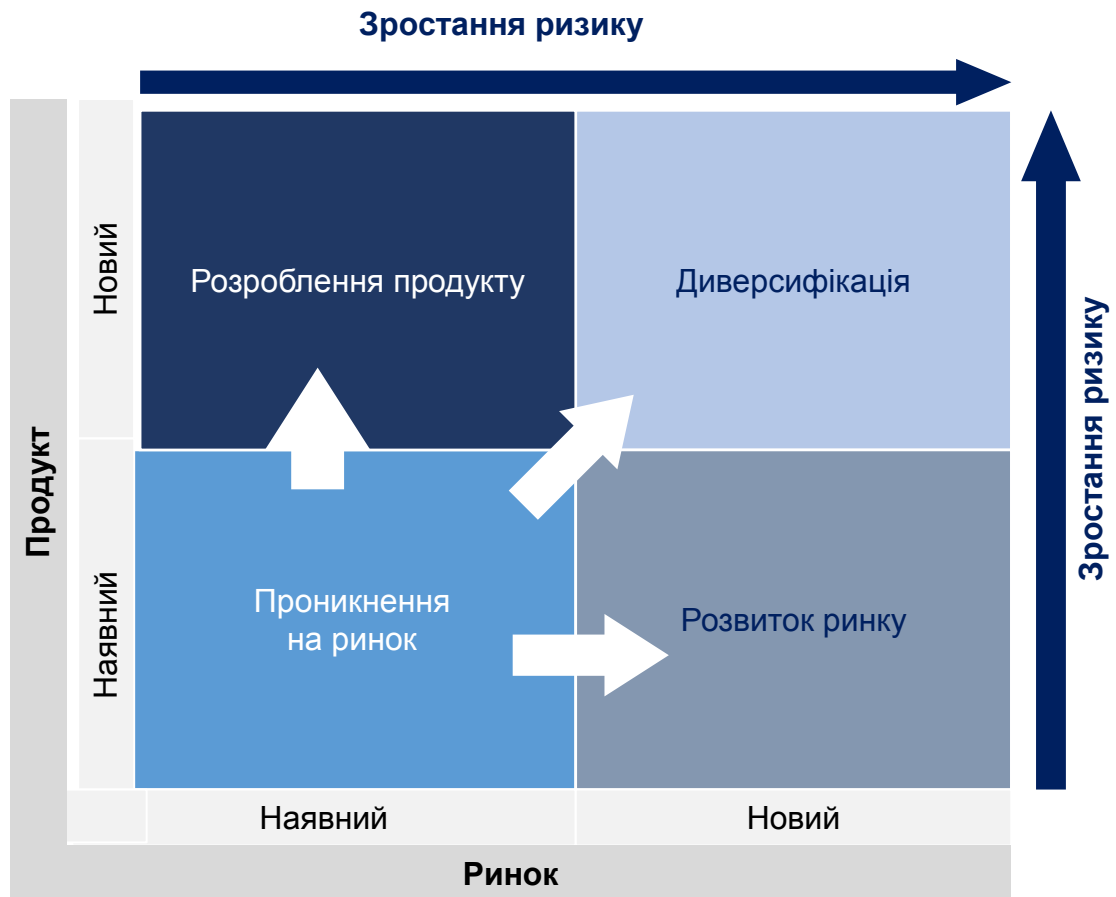 Зростання ризику
Продукт
Новий
Розроблення продукту
Диверсифікація
Зростання ризику
Наявний
Проникнення
на ринок
Розвиток ринку
Наявний
Новий
Ринок